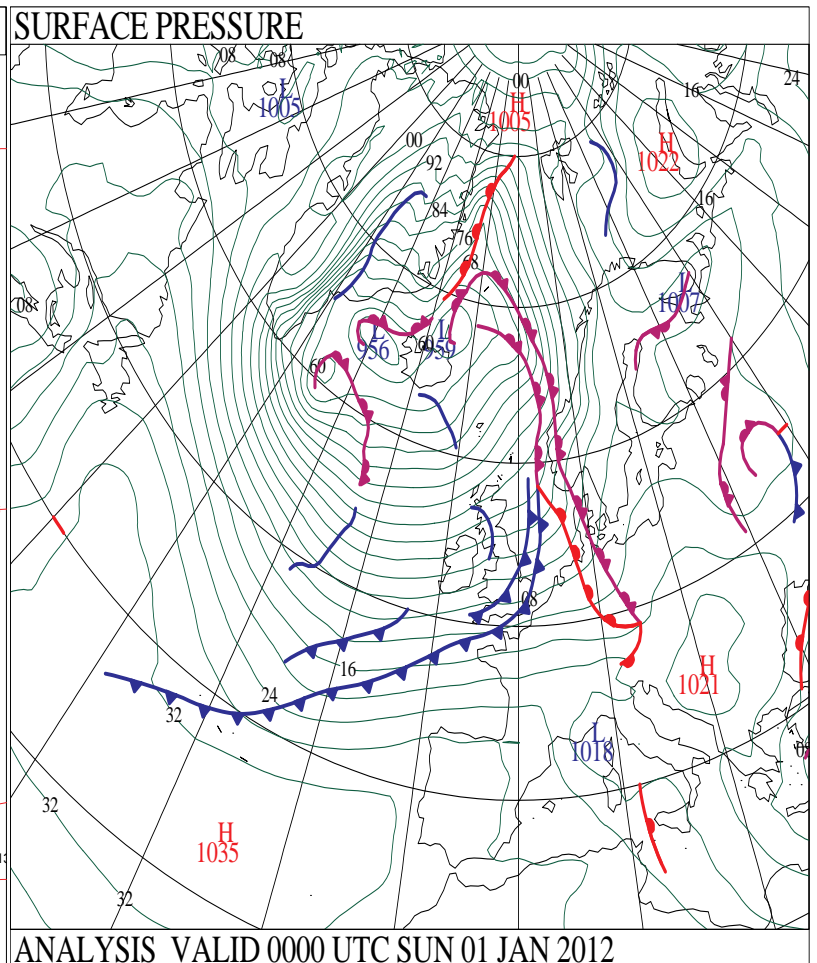 SURFACE PRESSURE
08
08
L
1005
00
H
1005
16
24
H
1022
00
92
84
76
68
16
08
L
1007
L
956
L
959
60
60
08
16
24
32
H
1021
L
1018
32
H
1035
32
ANALYSIS VALID 0000 UTC SUN 01 JAN 2012